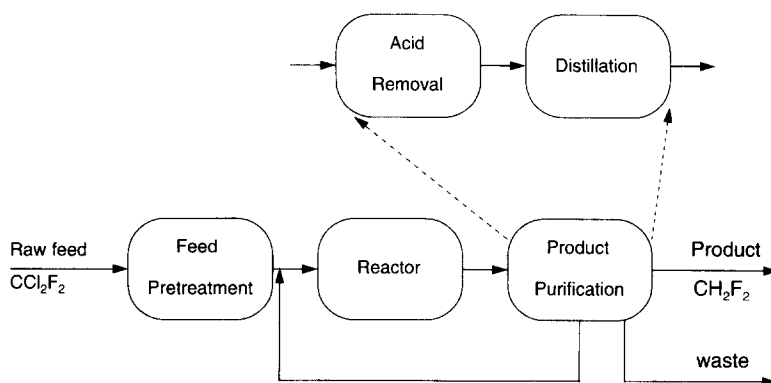 Acid
Removal
Distillation
Raw feed
CCl₂F₂
Feed
Pretreatment
Reactor
Product
Purification
Product
CH₂F₂
waste